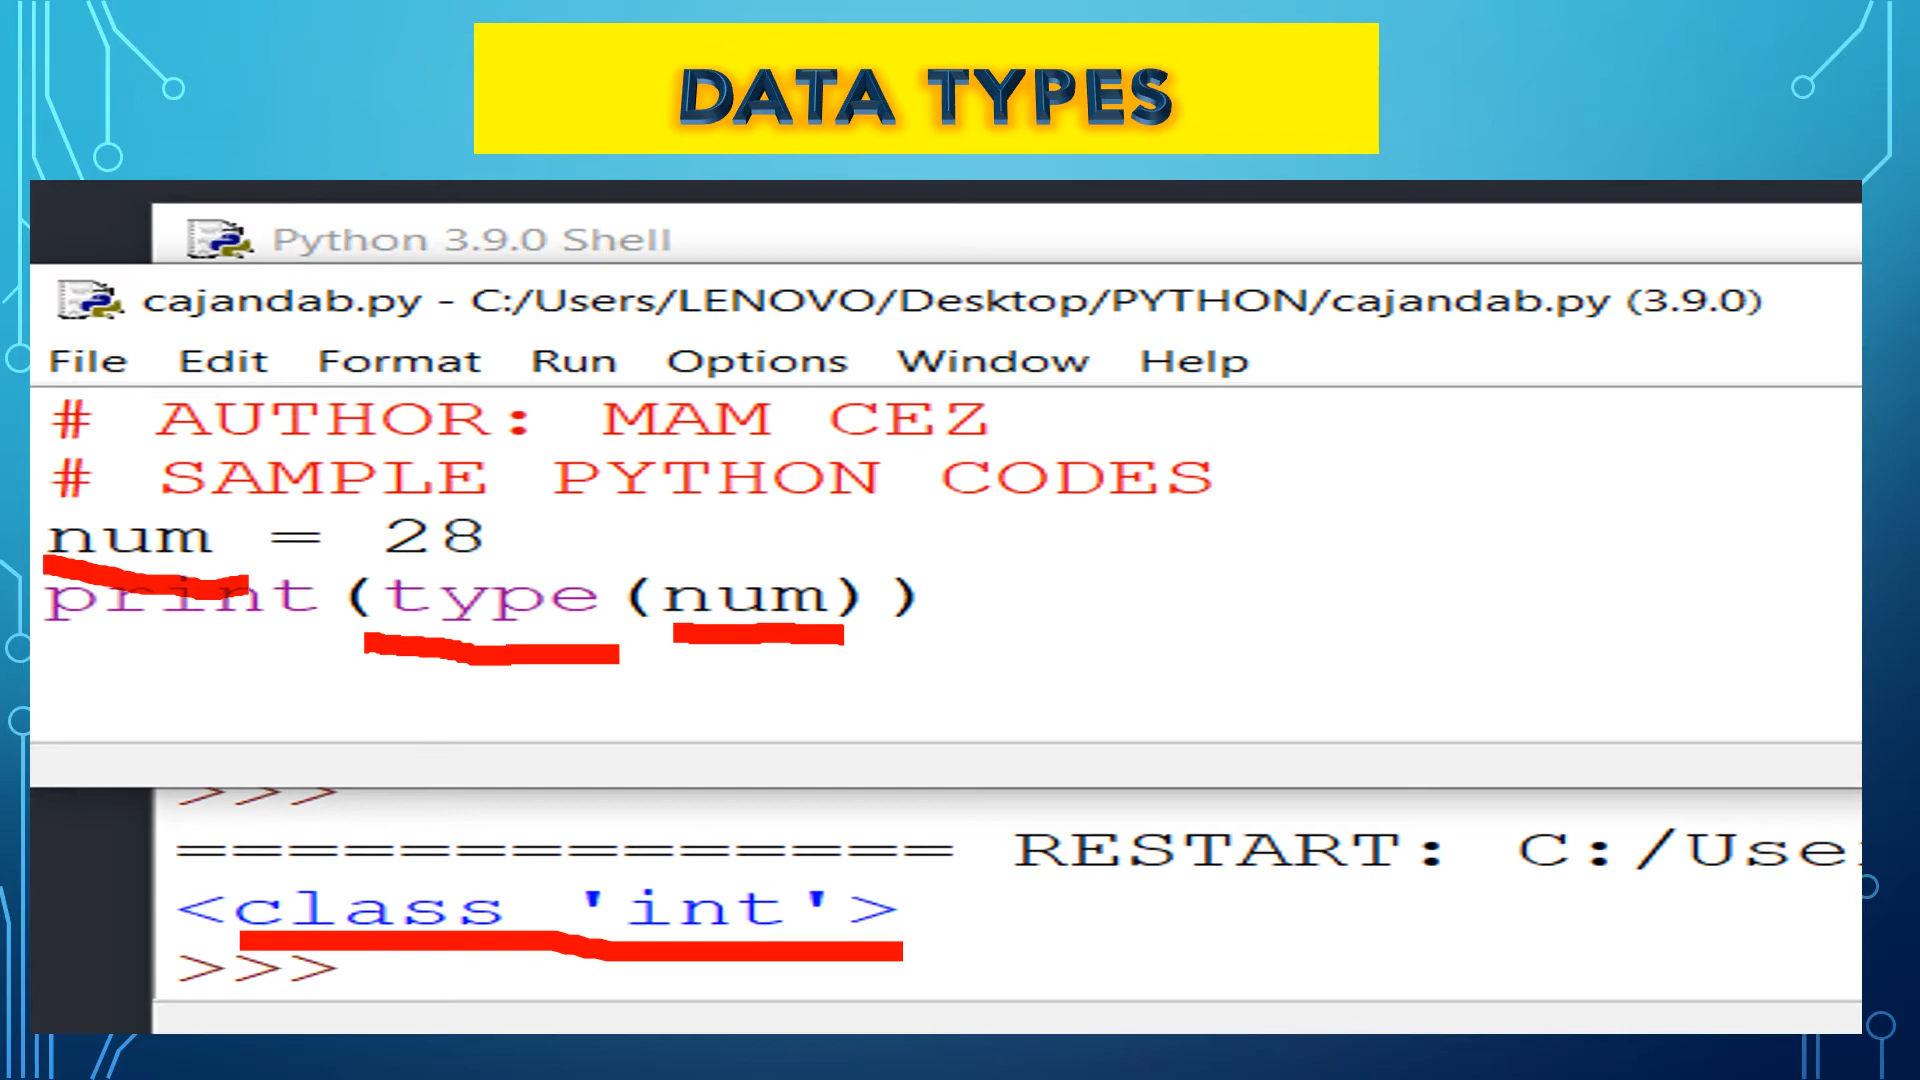 DATA TYPES
Python 3.9.0 Shell
cajandab.py - C:/Users/LENOVO/Desktop/PYTHON/cajandab.py (3.9.0)
File Edit Format Run Options Window Help
# AUTHOR: MAM CEZ
# SAMPLE PYTHON CODES
num = 28
print(type(num))
>>>
============== RESTART: C:/Use
<class 'int'>
>>>